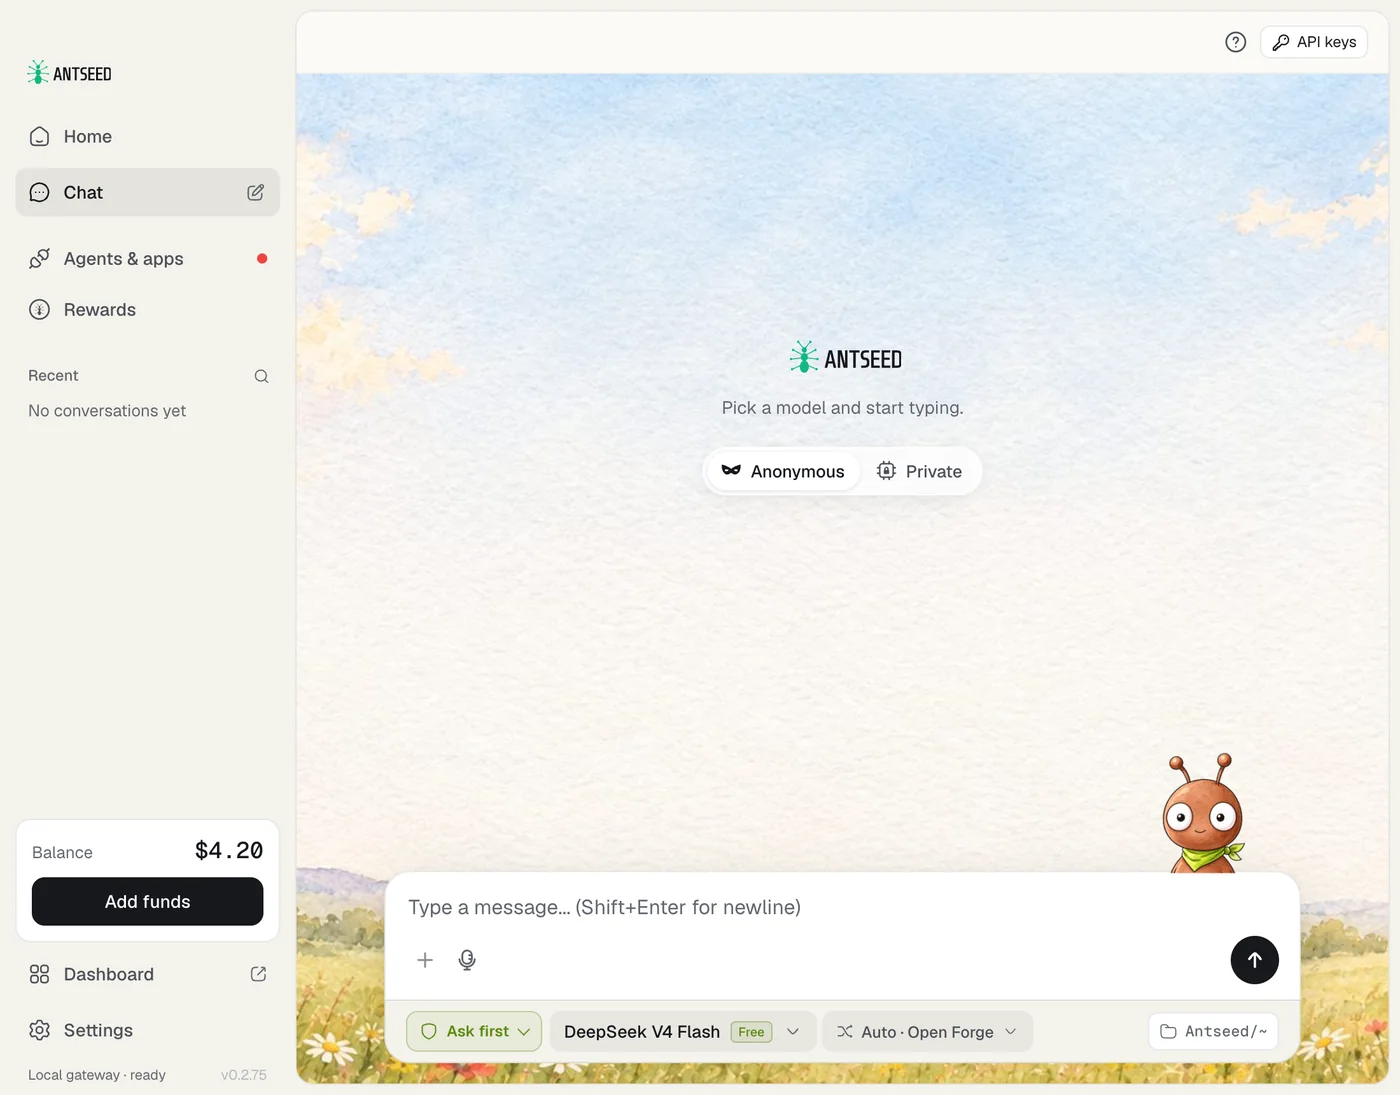 ANTSEED
Home
Chat
Agents & apps
Rewards
Recent
No conversations yet
Balance
$4.20
Add funds
Dashboard
Settings
Local gateway · ready
v0.2.75
API keys
ANTSEED
Pick a model and start typing.
Anonymous
Private
Type a message... (Shift+Enter for newline)
Ask first
DeepSeek V4 Flash
Free
Auto · Open Forge
Antseed/~